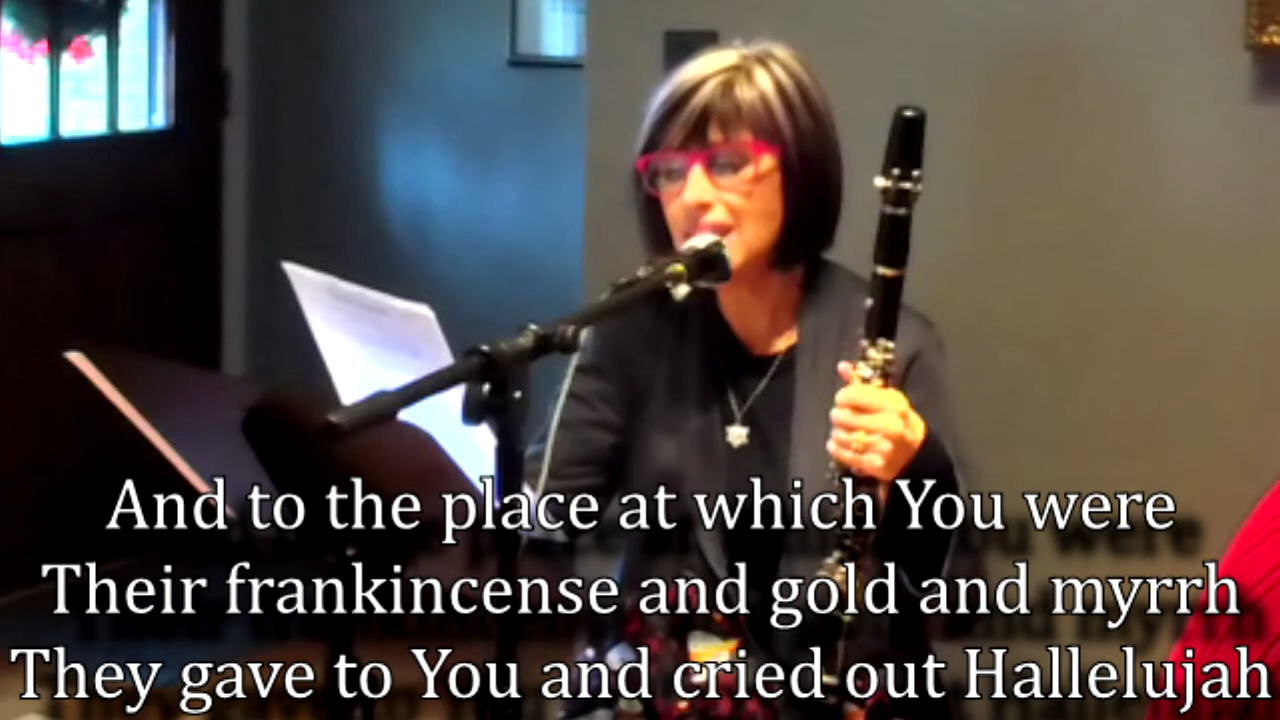 And to the place at which You were
Their frankincense and gold and myrrh
They gave to You and cried out Hallelujah